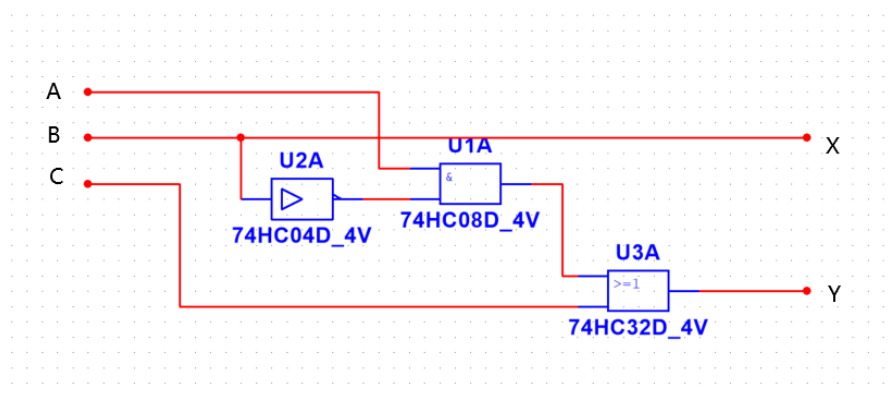 A
B
X
U1A
U2A
C
&
74HC04D_4V
74HC08D_4V
U3A
>=1
Y
74HC32D_4V